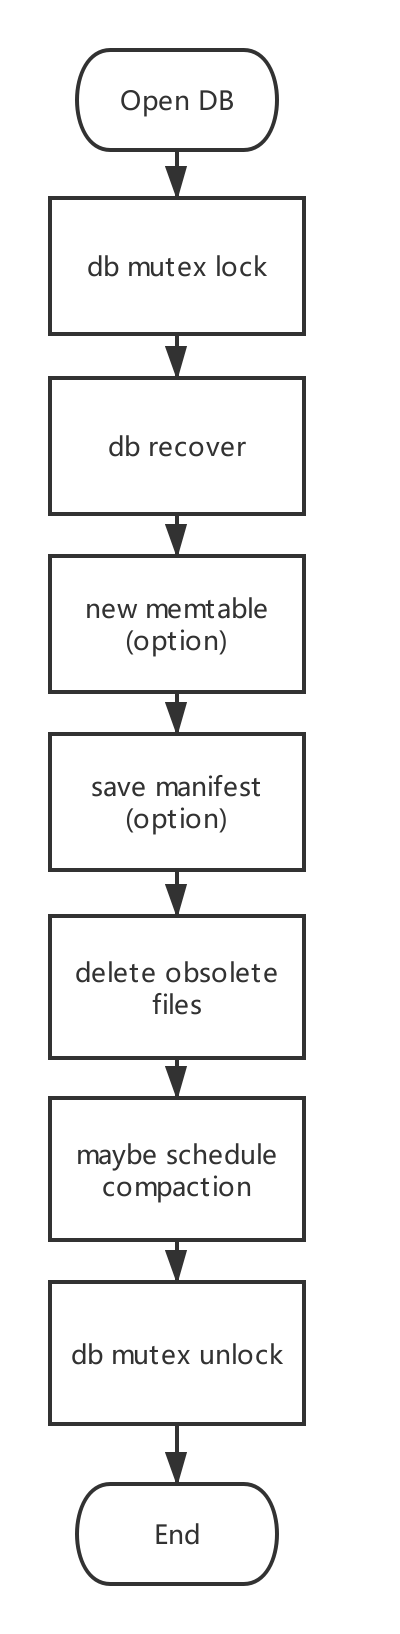 Open DB
db mutex lock
db recover
new memtable
(option)
save manifest
(option)
delete obsolete
files
maybe schedule
compaction
db mutex unlock
End